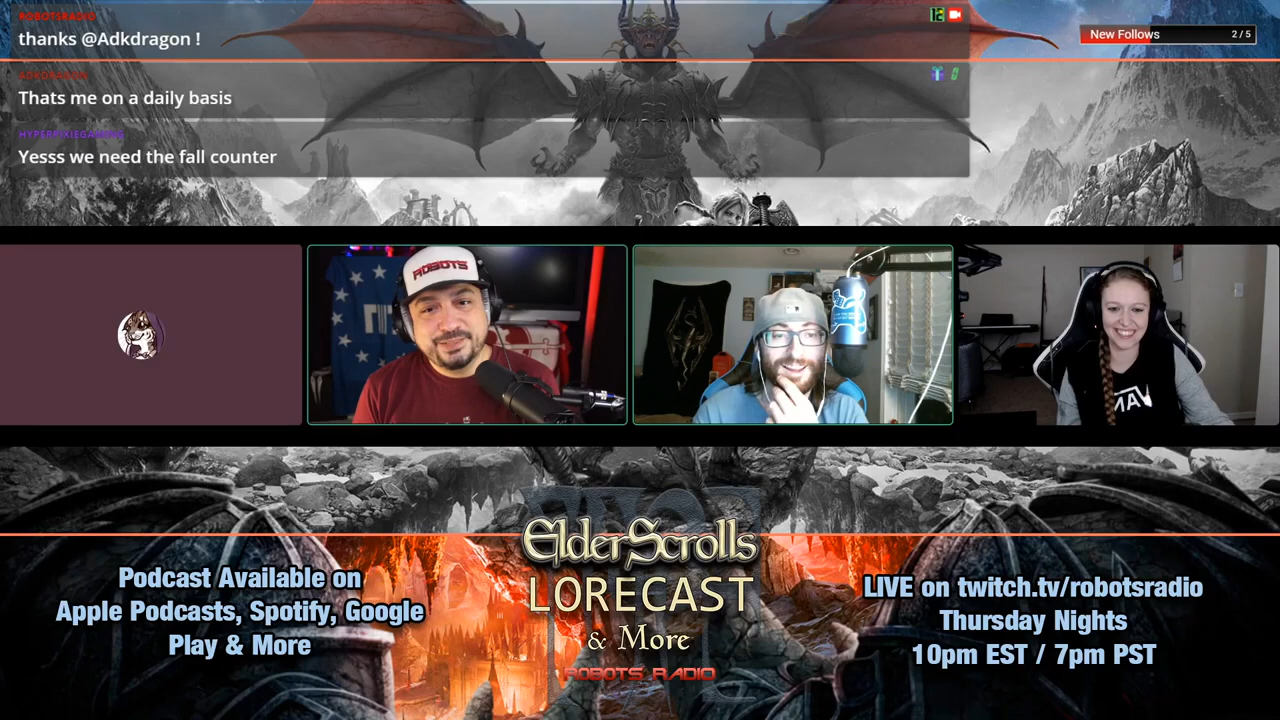 ROBOTSRADIO
thanks @Adkdragon !
New Follows
2 / 5
ADKDRAGON
Thats me on a daily basis
HYPERPIXIEGAMING
Yesss we need the fall counter
ROBOTS
ElderScrolls
LORECAST
& More
ROBOTS RADIO
Podcast Available on
Apple Podcasts, Spotify, Google
Play & More
LIVE on twitch.tv/robotsradio
Thursday Nights
10pm EST / 7pm PST